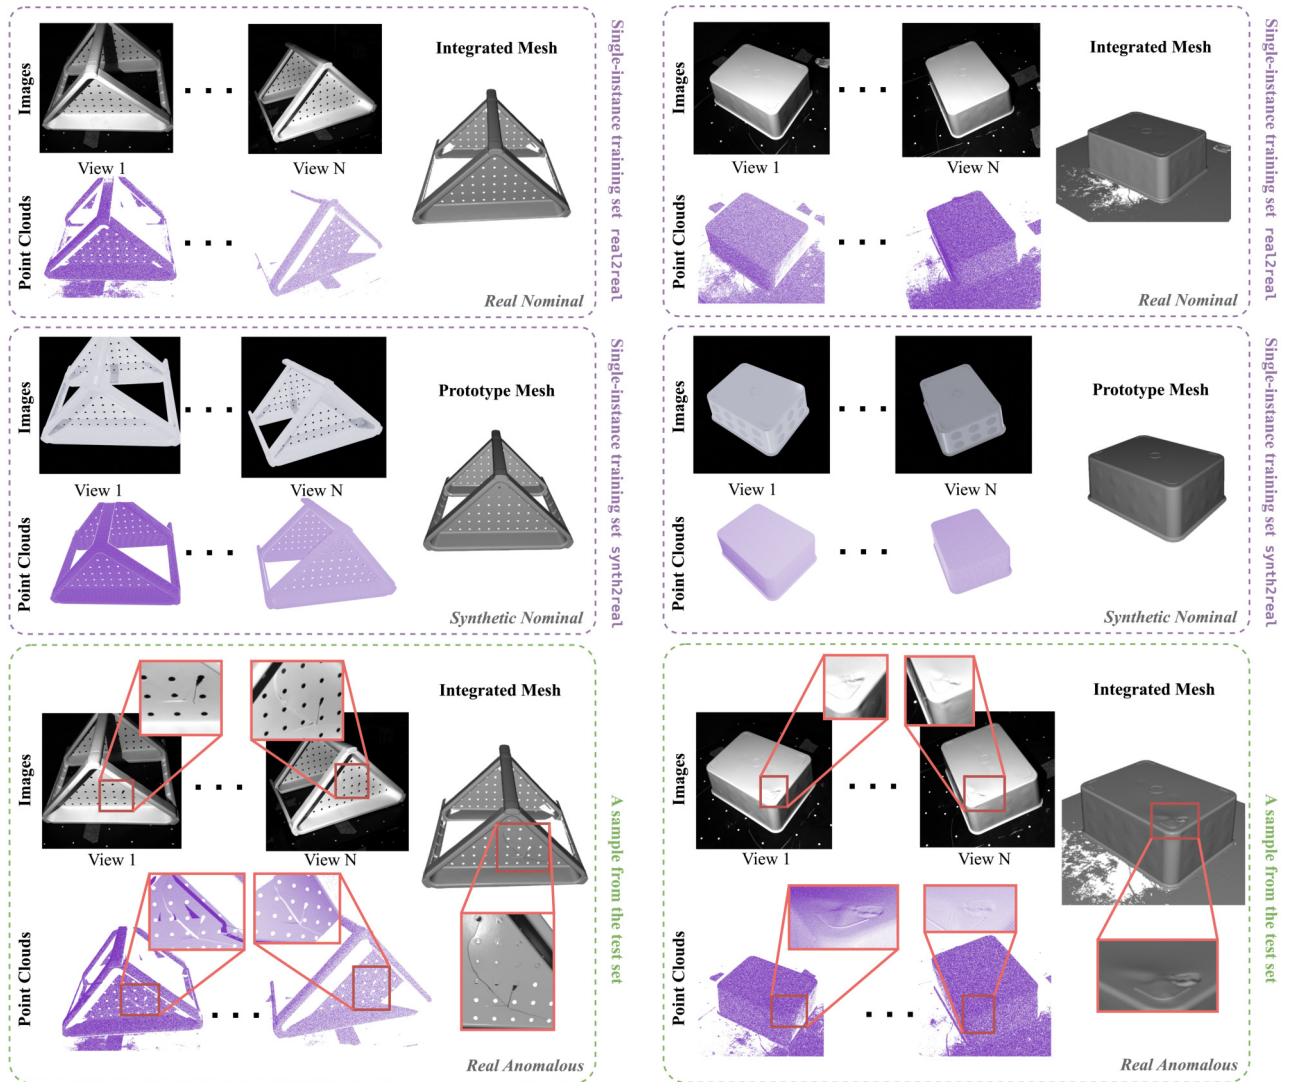 Images
View 1
View N
Integrated Mesh
Point Clouds
Real Nominal
Single-instance training set real2real
Images
View 1
View N
Integrated Mesh
Point Clouds
Real Nominal
Single-instance training set real2real
Images
View 1
View N
Prototype Mesh
Point Clouds
Synthetic Nominal
Single-instance training set synth2real
Images
View 1
View N
Prototype Mesh
Point Clouds
Synthetic Nominal
Single-instance training set synth2real
Images
View 1
View N
Integrated Mesh
Point Clouds
Real Anomalous
A sample from the test set
Images
View 1
View N
Integrated Mesh
Point Clouds
Real Anomalous
A sample from the test set